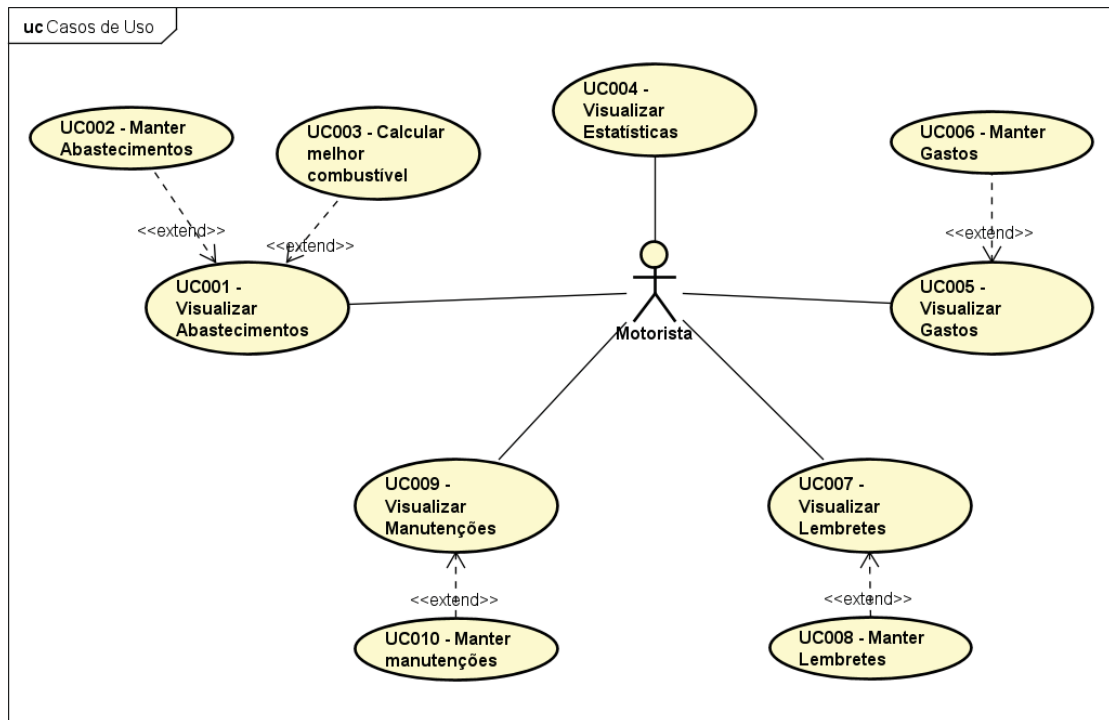 uc Casos de Uso
UC004 -
Visualizar
Estatísticas
UC002 - Manter
Abastecimentos
UC003 - Calcular
melhor
combustível
UC006 - Manter
Gastos
<<extend>>
<<extend>>
<<extend>>
UC001 -
Visualizar
Abastecimentos
UC005 -
Visualizar
Gastos
Motorista
UC009 -
Visualizar
Manutenções
UC007 -
Visualizar
Lembretes
<<extend>>
<<extend>>
UC010 - Manter
manutenções
UC008 - Manter
Lembretes